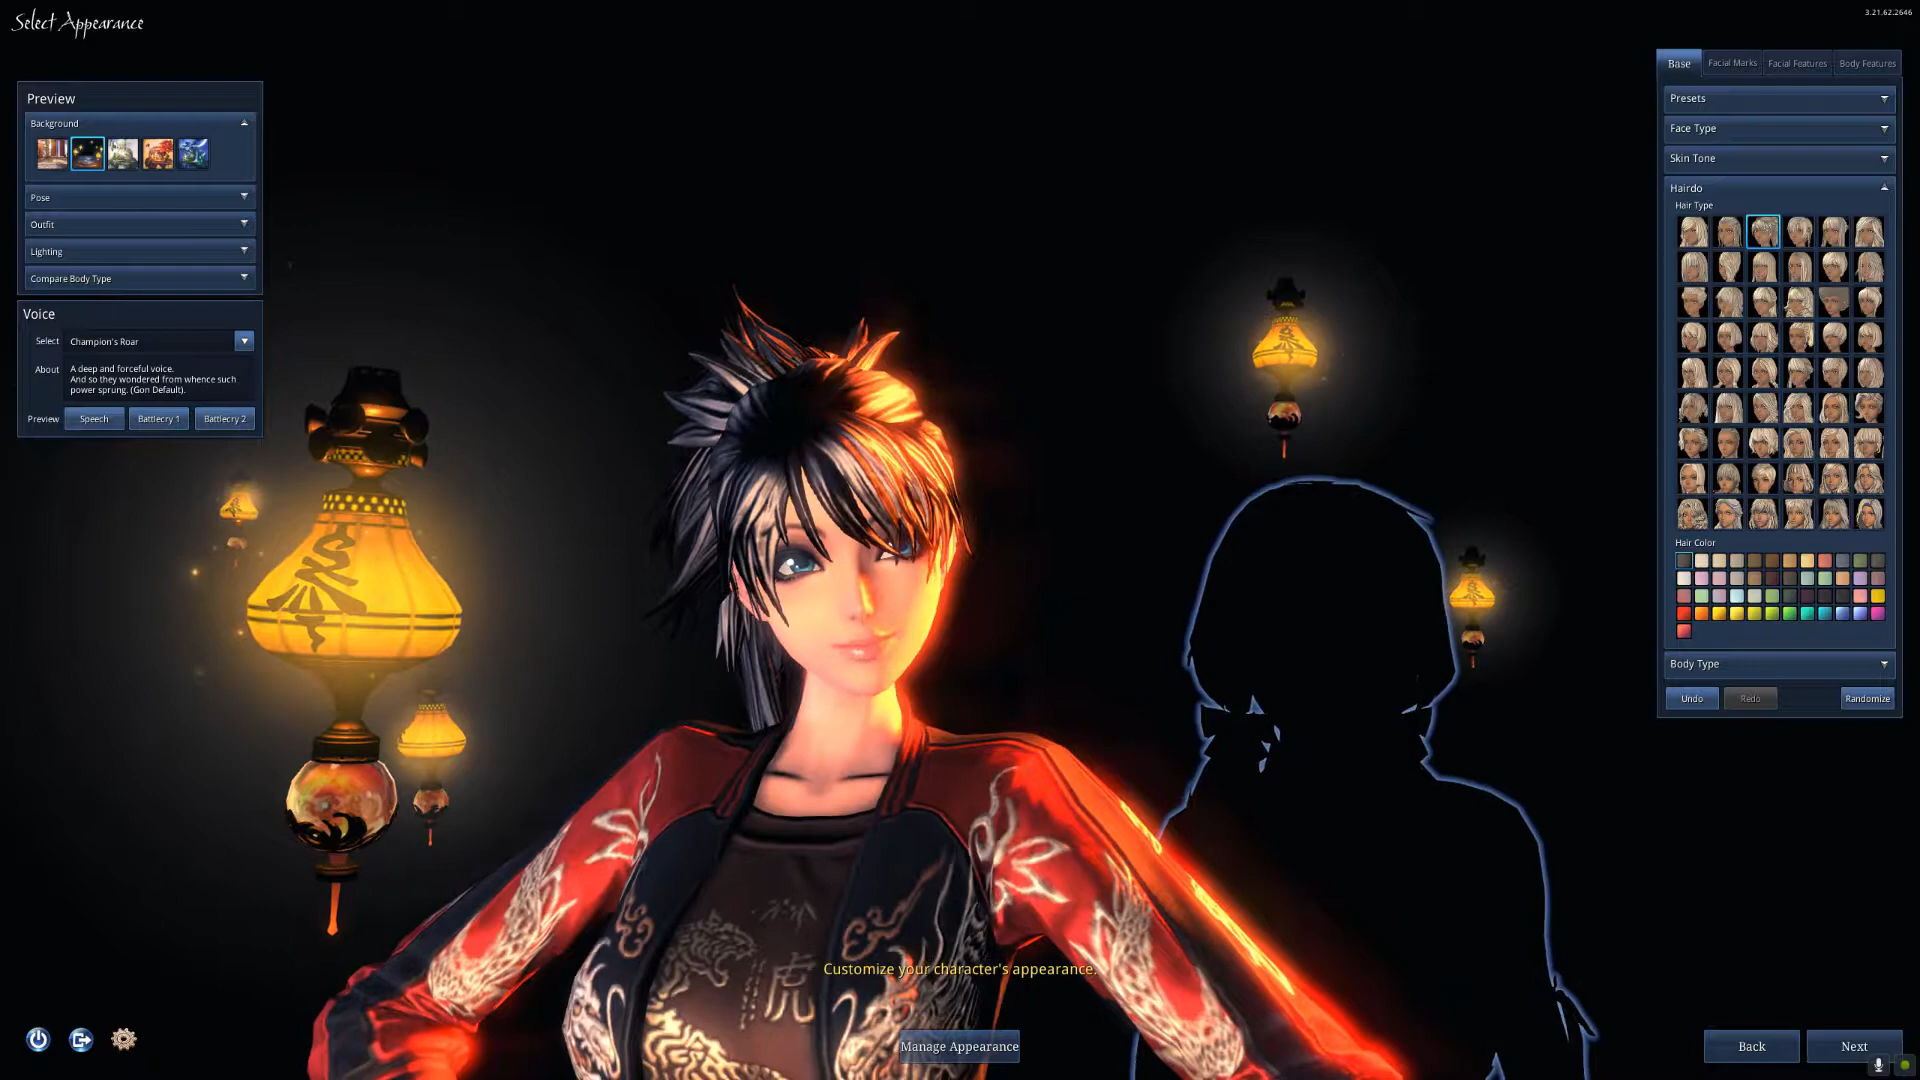 Select Appearance
3.21.62.2646
Preview
Background
Pose
Outfit
Lighting
Compare Body Type
Voice
Select
Champion's Roar
About
A deep and forceful voice.
And so they wondered from whence such
power sprung. (Gon Default).
Preview
Speech
Battlecry 1
Battlecry 2
Base
Facial Marks
Facial Features
Body Features
Presets
Face Type
Skin Tone
Hairdo
Hair Type
Hair Color
Body Type
Undo
Redo
Randomize
虎
Customize your character's appearance.
Manage Appearance
Back
Next